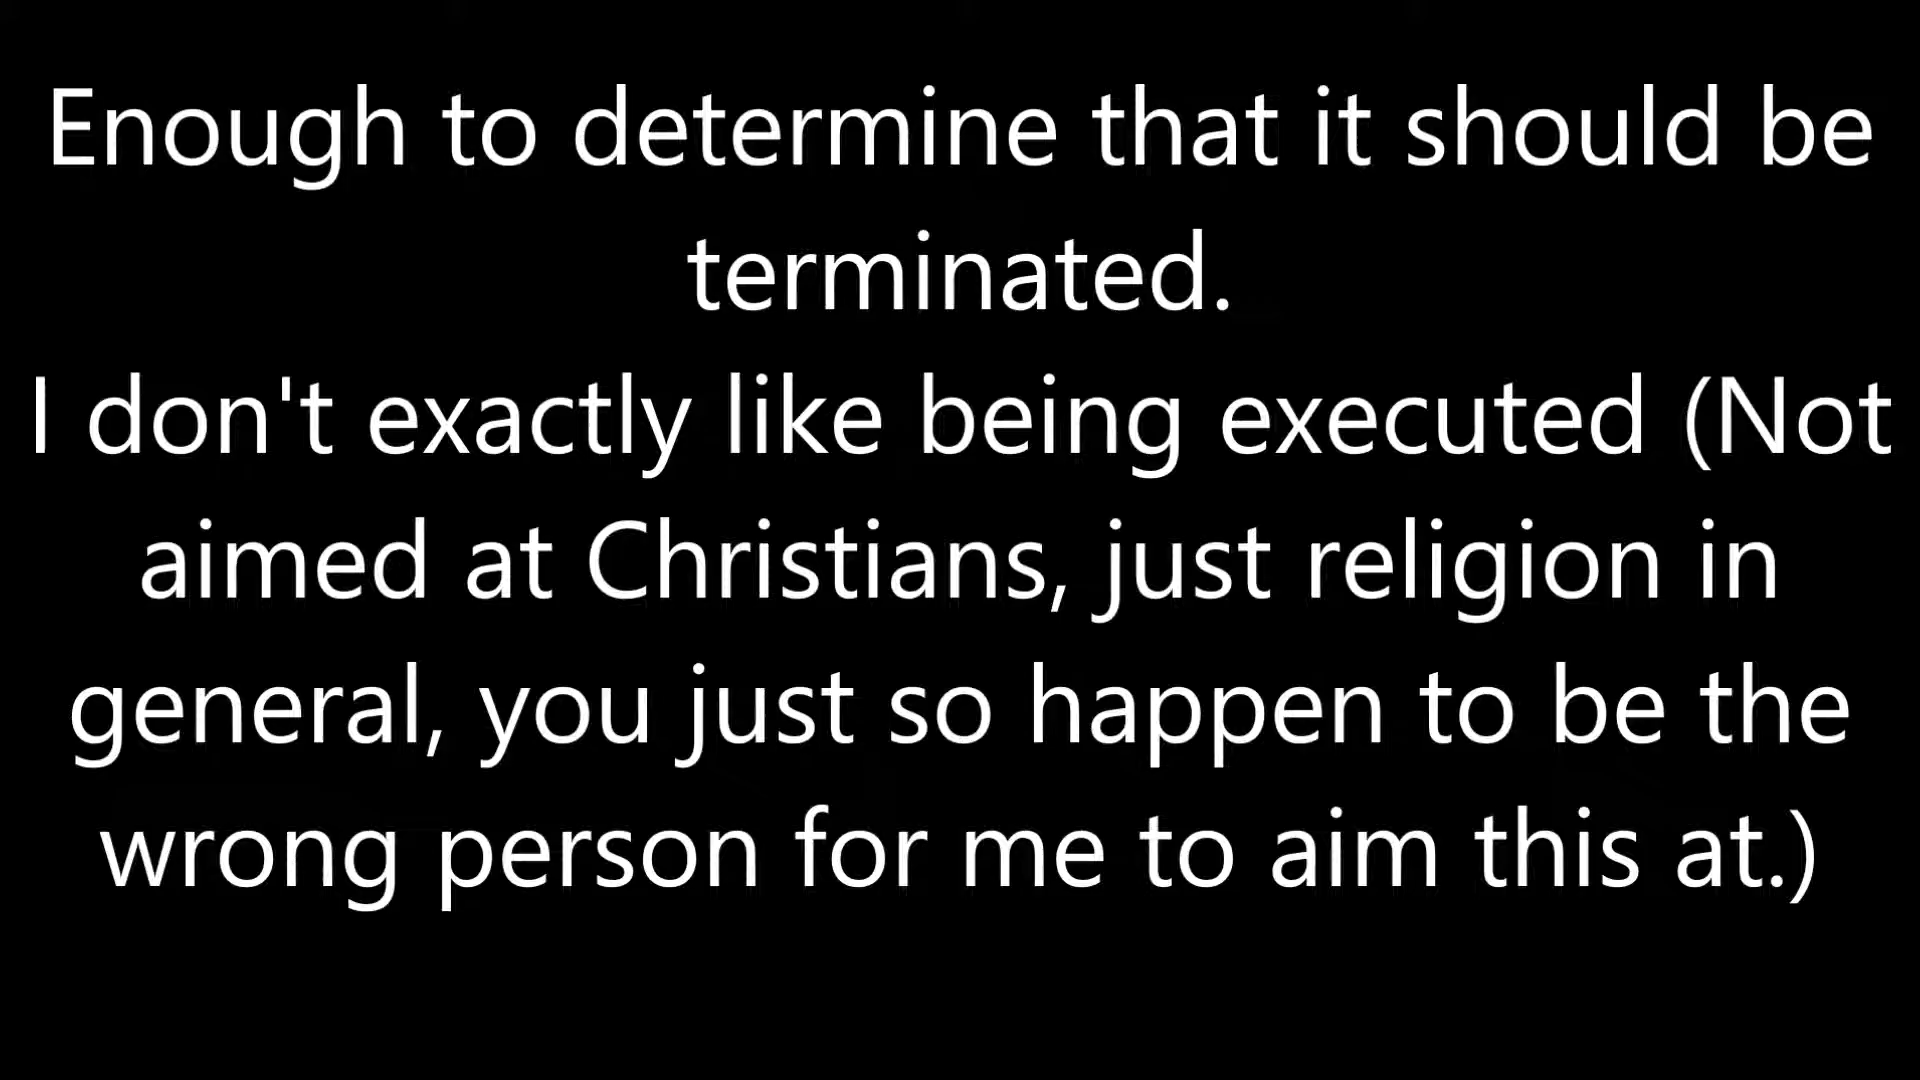 Enough to determine that it should be
terminated.
I don't exactly like being executed (Not
aimed at Christians, just religion in
general, you just so happen to be the
wrong person for me to aim this at.)